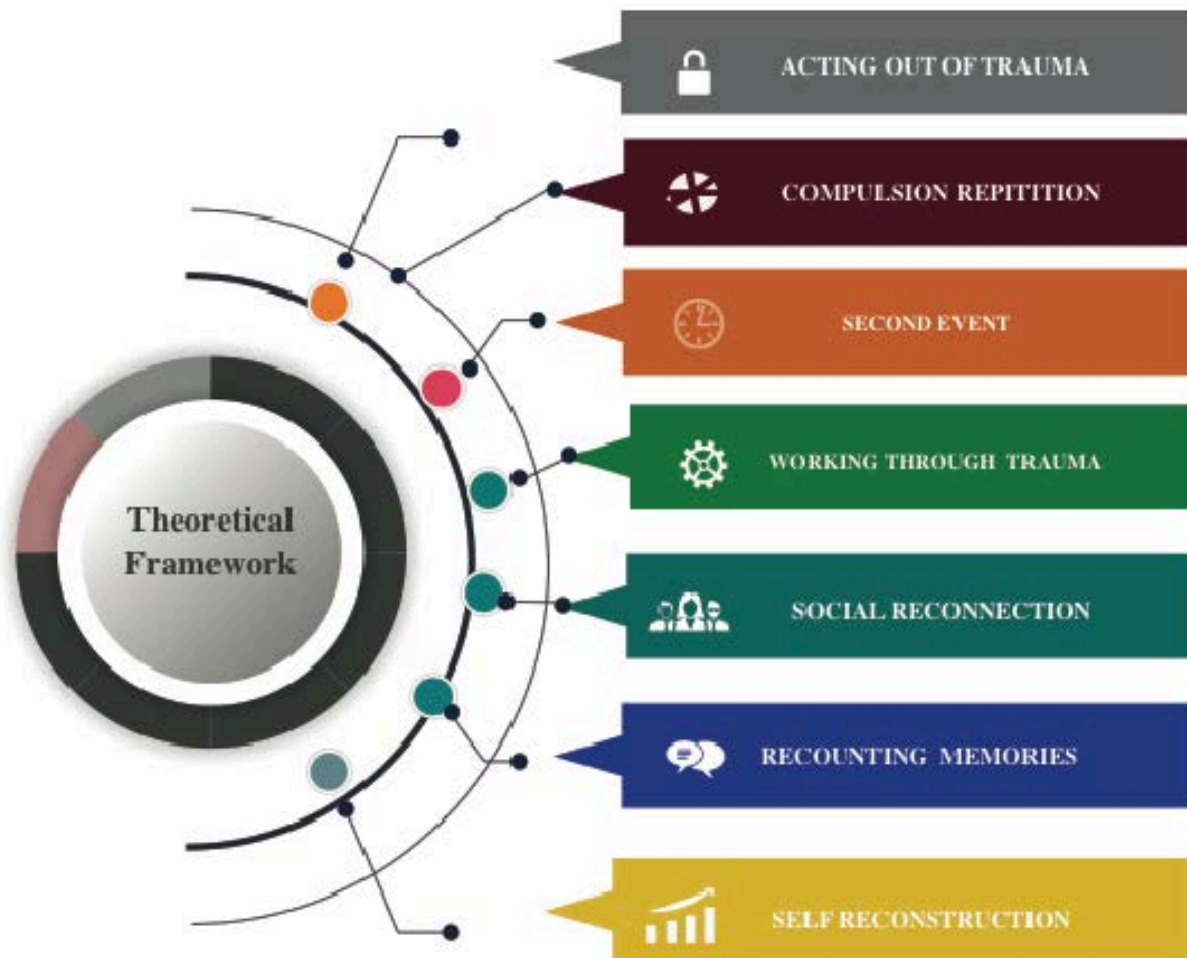 ACTING OUT OF TRAUMA
COMPULSION REPITITION
SECOND EVENT
WORKING THROUGH TRAUMA
Theoretical
Framework
SOCIAL RECONNECTION
RECOUNTING MEMORIES
SELF RECONSTRUCTION